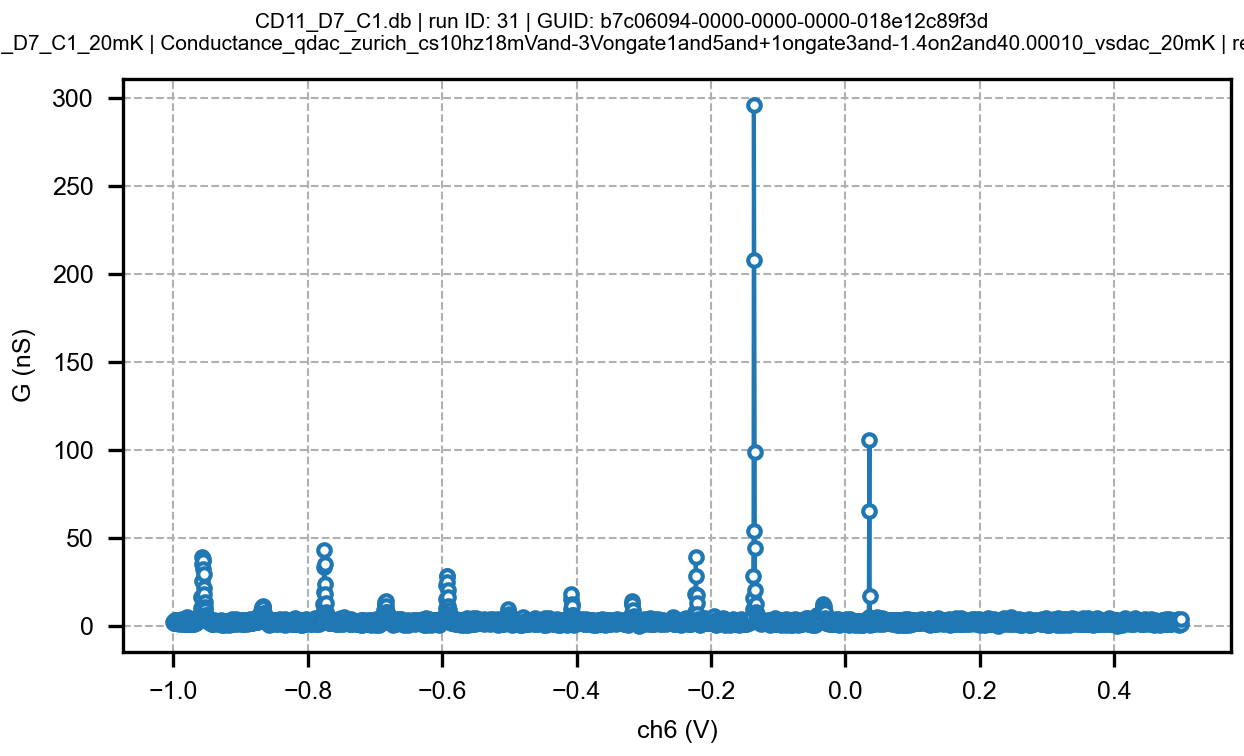 CD11_D7_C1.db | run ID: 31 | GUID: b7c06094-0000-0000-0000-018e12c89f3d
_D7_C1_20mK | Conductance_qdac_zurich_cs10hz18mVand-3Vongate1and5and+1ongate3and-1.4on2and40.00010_vsdac_20mK | re
300
250
200
150
100
50
0
G (nS)
−1.0 −0.8 −0.6 −0.4 −0.2 0.0 0.2 0.4
ch6 (V)